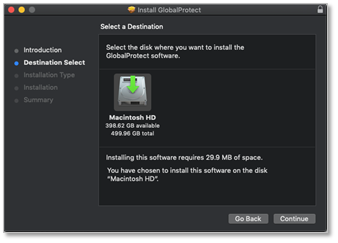 Install GlobalProtect
Select a Destination
Introduction
Destination Select
Installation Type
Installation
Summary
Select the disk where you want to install the
GlobalProtect software.
Macintosh HD
398.62 GB available
499.96 GB total
Installing this software requires 29.9 MB of space.
You have chosen to install this software on the disk
“Macintosh HD”.
Go Back
Continue